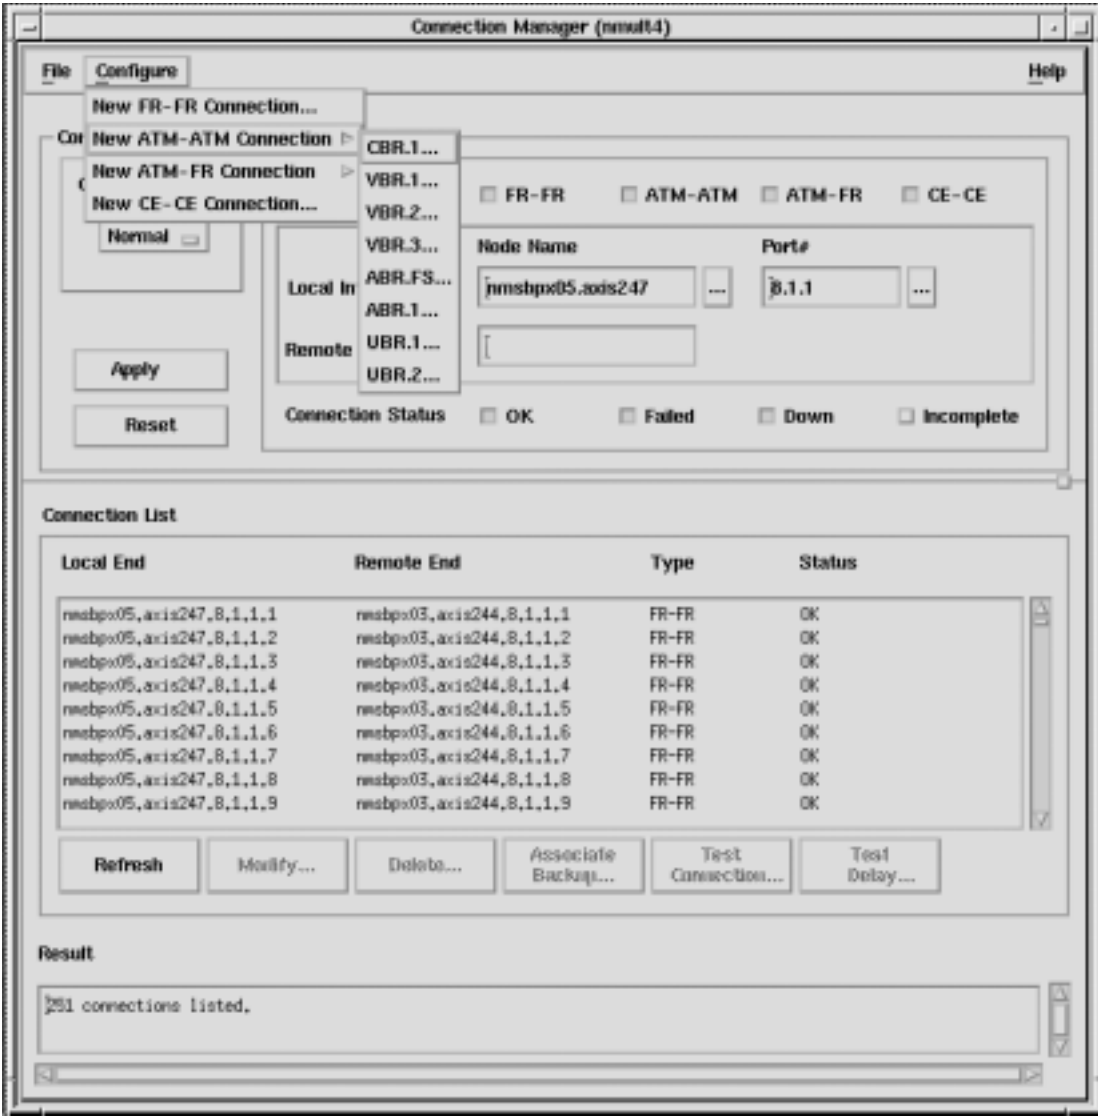 Connection Manager (nmult4)
File Configure Help
New FR-FR Connection...
New ATM-ATM Connection
New ATM-FR Connection
New CE-CE Connection...
CBR.1...
VBR.1...
VBR.2...
VBR.3...
ABR.FS...
ABR.1...
UBR.1...
UBR.2...
FR-FR ATM-ATM ATM-FR CE-CE
Normal
Node Name Port#
Local nmsbpx05.axis247 ... 8.1.1 ...
Remote
Apply
Reset
Connection Status OK Failed Down Incomplete
Connection List
Local End Remote End Type Status
nmsbpx05.axis247.8.1.1.1 nmsbpx03.axis244.8.1.1.1 FR-FR OK
nmsbpx05.axis247.8.1.1.2 nmsbpx03.axis244.8.1.1.2 FR-FR OK
nmsbpx05.axis247.8.1.1.3 nmsbpx03.axis244.8.1.1.3 FR-FR OK
nmsbpx05.axis247.8.1.1.4 nmsbpx03.axis244.8.1.1.4 FR-FR OK
nmsbpx05.axis247.8.1.1.5 nmsbpx03.axis244.8.1.1.5 FR-FR OK
nmsbpx05.axis247.8.1.1.6 nmsbpx03.axis244.8.1.1.6 FR-FR OK
nmsbpx05.axis247.8.1.1.7 nmsbpx03.axis244.8.1.1.7 FR-FR OK
nmsbpx05.axis247.8.1.1.8 nmsbpx03.axis244.8.1.1.8 FR-FR OK
nmsbpx05.axis247.8.1.1.9 nmsbpx03.axis244.8.1.1.9 FR-FR OK
Refresh Modify... Delete... Associate Backup... Test Connection... Test Delay...
Result
251 connections listed.